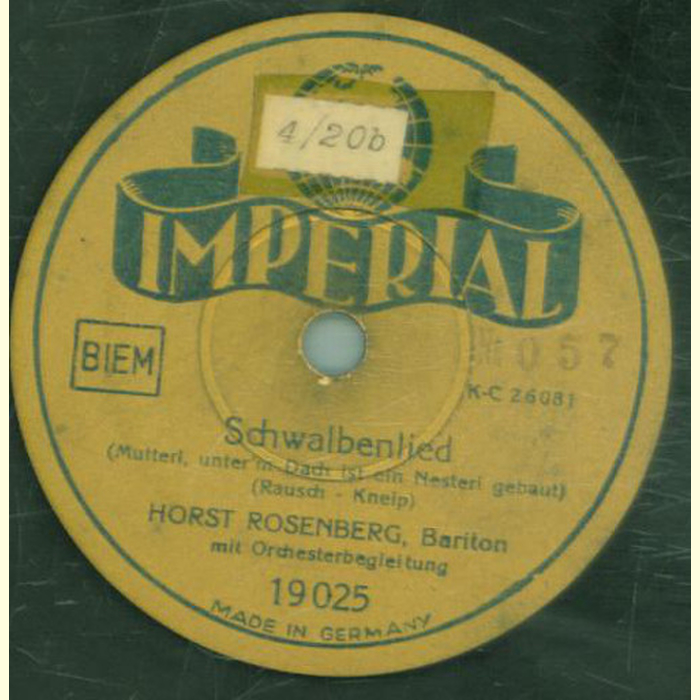 4/20b
IMPERIAL
BIEM
№ 057
K-C 26081
Schwalbenlied
(Mutterl, unter'm Dach ist ein Nesterl gebaut)
(Rausch - Kneip)
HORST ROSENBERG, Bariton
mit Orchesterbegleitung
19025
MADE IN GERMANY